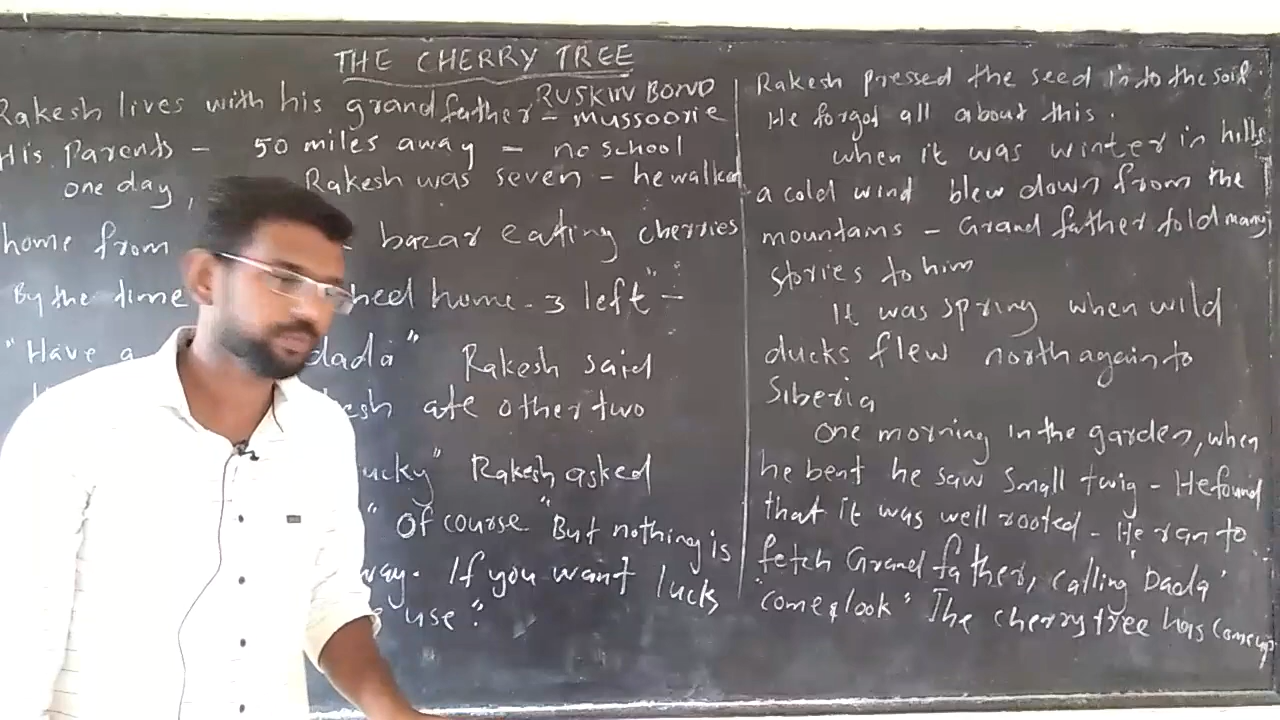 THE CHERRY TREE
RUSKIN BOND
Rakesh lives with his grandfather - mussoorie
His Parents - 50 miles away - no school
one day, Rakesh was seven - he walked
home from - bazar eating cherries
By the time home - 3 left" -
"Have a dada" Rakesh said
ate other two
Rakesh asked
"Of course" But nothing is
way. If you want luck
use".
Rakesh pressed the seed into the soil.
He forgot all about this.
when it was winter in hills
a cold wind blew down from the
mountains - Grand father told many
stories to him
It was spring when wild
ducks flew north again to
Siberia
One morning in the garden, when
he bent he saw small twig - He found
that it was well rooted - He ran to
fetch Grand father, calling Dada'
"come & look" The cherry tree has come up